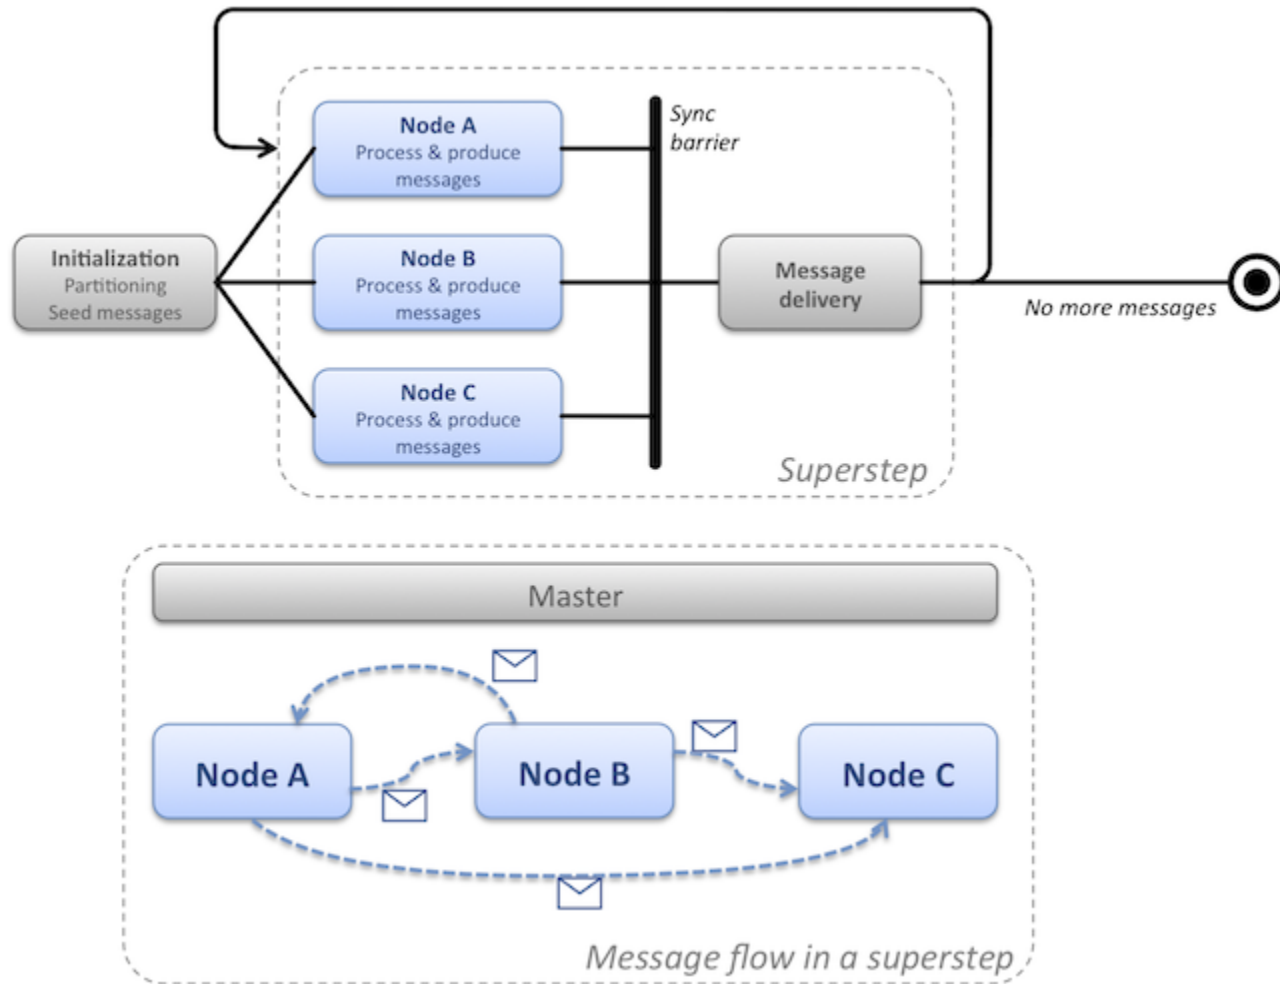 Node A
Process & produce
messages
Sync
barrier
Initialization
Partitioning
Seed messages
Node B
Process & produce
messages
Message
delivery
No more messages
Node C
Process & produce
messages
Superstep
Master
Node A
Node B
Node C
Message flow in a superstep